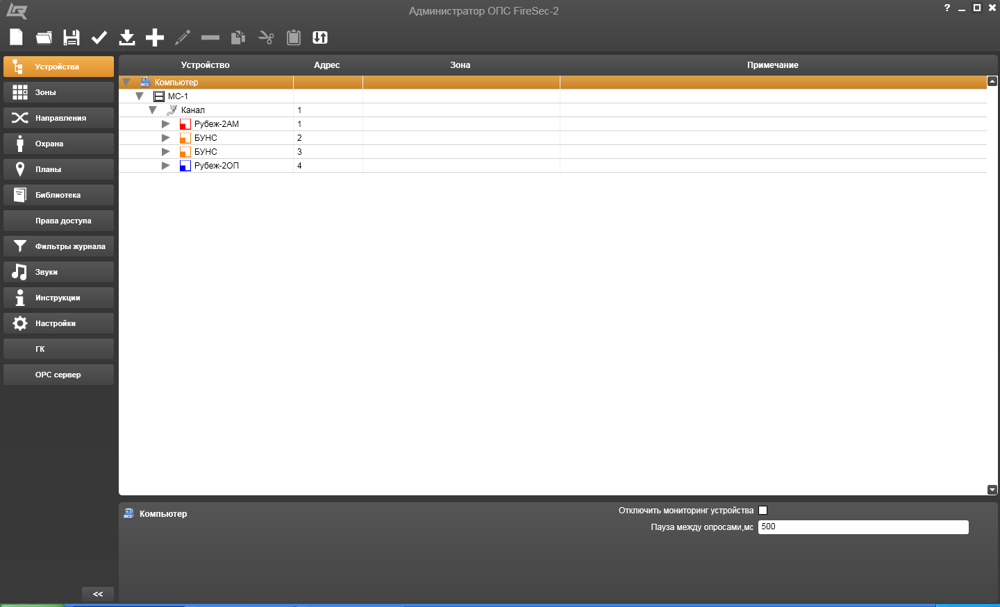 Администратор ОПС FireSec-2
?
Устройства
Зоны
Направления
Охрана
Планы
Библиотека
Права доступа
Фильтры журнала
Звуки
Инструкции
Настройки
ГК
OPC сервер
<<
Устройство Адрес Зона Примечание
Компьютер
МС-1
Канал 1
Рубеж-2АМ 1
БУНС 2
БУНС 3
Рубеж-2ОП 4
Компьютер
Отключить мониторинг устройства
Пауза между опросами,мс 500